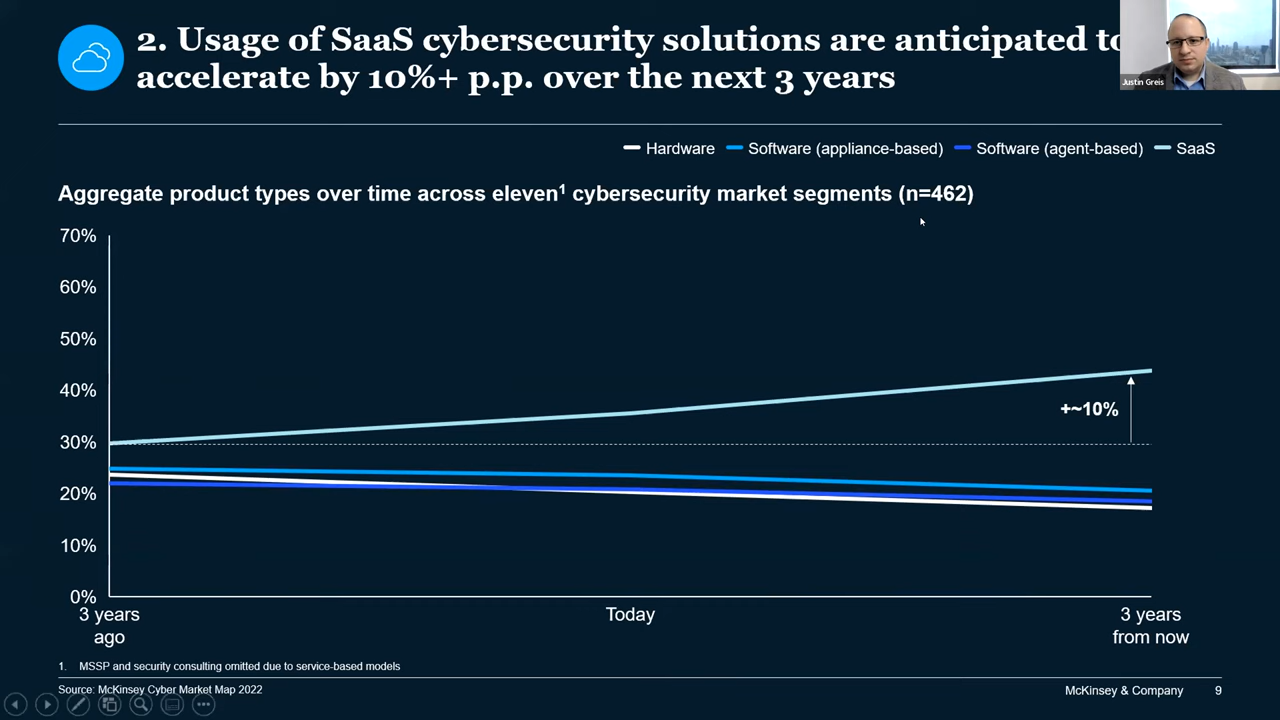 2. Usage of SaaS cybersecurity solutions are anticipated to
accelerate by 10%+ p.p. over the next 3 years
Justin Greis
Hardware Software (appliance-based) Software (agent-based) SaaS
Aggregate product types over time across eleven¹ cybersecurity market segments (n=462)
70%
60%
50%
40%
30%
20%
10%
0%
+~10%
3 years
ago
Today
3 years
from now
1. MSSP and security consulting omitted due to service-based models
Source: McKinsey Cyber Market Map 2022
McKinsey & Company 9